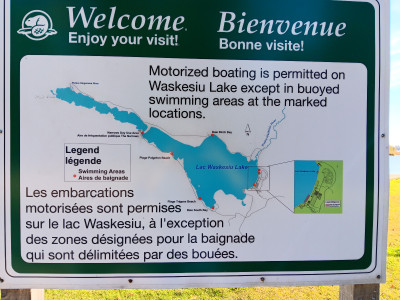 Welcome
Bienvenue
Enjoy your visit!
Bonne visite!
Motorized boating is permitted on
Waskesiu Lake except in buoyed
swimming areas at the marked
locations.
Legend
légende
Swimming Areas
Aires de baignade
Lac Waskesiu Lake
Les embarcations
motorisées sont permises
sur le lac Waskesiu, à l'exception
des zones désignées pour la baignade
qui sont délimitées par des bouées.